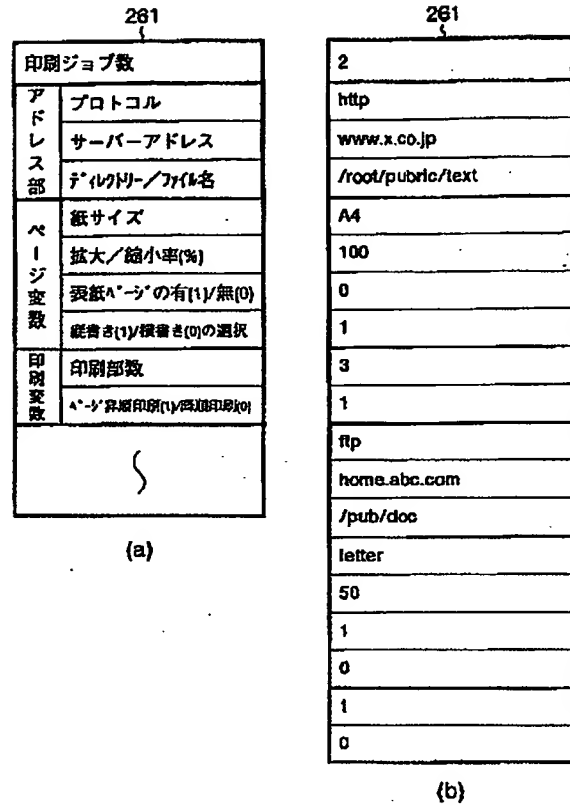 261
印刷ジョブ数
アドレス部
プロトコル
サーバーアドレス
ディレクトリー/ファイル名
ページ変数
紙サイズ
拡大/縮小率(%)
表紙ページの有(1)/無(0)
縦書き(1)/横書き(0)の選択
印刷変数
印刷部数
ページ昇順印刷(1)/降順印刷(0)
(a)
261
2
http
www.x.co.jp
/root/pubric/text
A4
100
0
1
3
1
ftp
home.abc.com
/pub/doc
letter
50
1
0
1
0
(b)